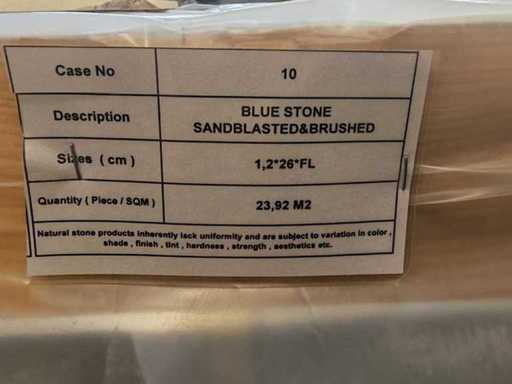 Case No 10
Description BLUE STONE
SANDBLASTED&BRUSHED
Sizes ( cm ) 1,2*26*FL
Quantity ( Piece / SQM ) 23,92 M2
Natural stone products inherently lack uniformity and are subject to variation in color ,
shade , finish , tint , hardness , strength , aesthetics etc.